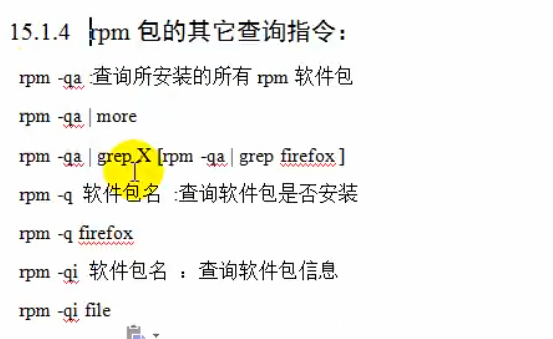 15.1.4 rpm 包的其它查询指令：
rpm -qa :查询所安装的所有 rpm 软件包
rpm -qa | more
rpm -qa | grep X [rpm -qa | grep firefox ]
rpm -q 软件包名 :查询软件包是否安装
rpm -q firefox
rpm -qi 软件包名 ：查询软件包信息
rpm -qi file